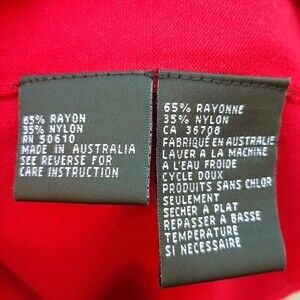 65% RAYON
35% NYLON
RN 50610
MADE IN AUSTRALIA
SEE REVERSE FOR
CARE INSTRUCTION
65% RAYONNE
35% NYLON
CA 36708
FABRIQUÉ EN AUSTRALIE
LAVER A LA MACHINE
A L'EAU FROIDE
CYCLE DOUX
PRODUITS SANS CHLOR
SEULEMENT
SECHER A PLAT
REPASSER A BASSE
TEMPERATURE
SI NECESSAIRE